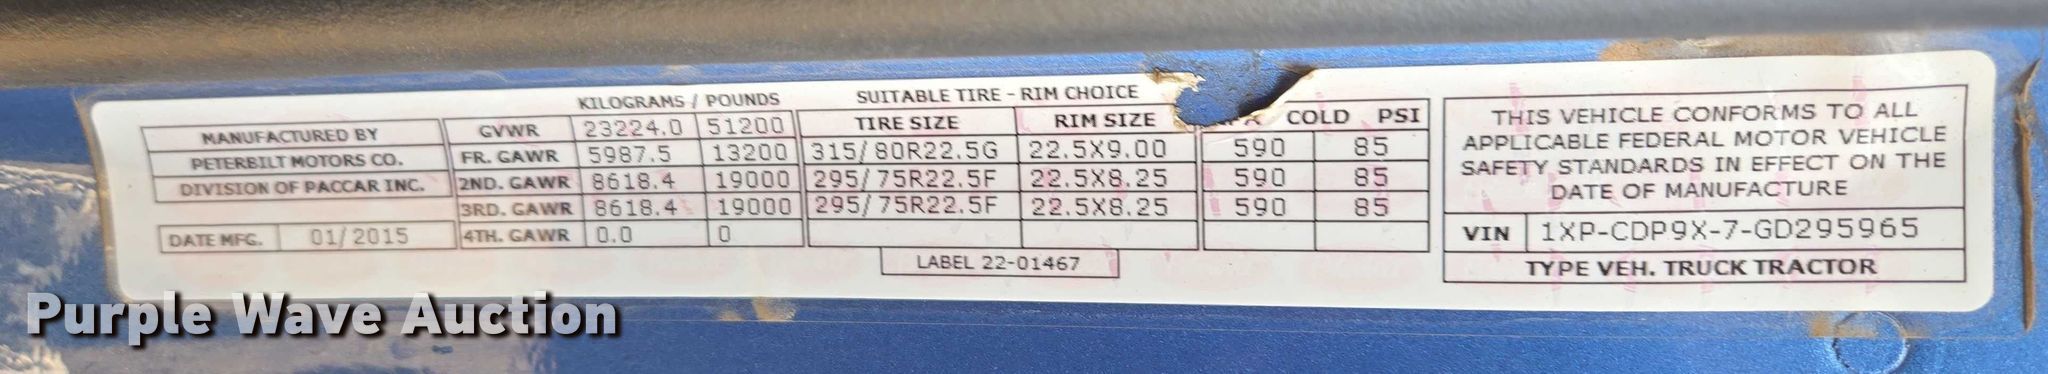 KILOGRAMS / POUNDS SUITABLE TIRE - RIM CHOICE
MANUFACTURED BY
PETERBILT MOTORS CO.
DIVISION OF PACCAR INC.
DATE MFG. 01/2015
GVWR 23224.0 51200 TIRE SIZE RIM SIZE COLD PSI
FR. GAWR 5987.5 13200 315/80R22.5G 22.5X9.00 590 85
2ND. GAWR 8618.4 19000 295/75R22.5F 22.5X8.25 590 85
3RD. GAWR 8618.4 19000 295/75R22.5F 22.5X8.25 590 85
4TH. GAWR 0.0 0
LABEL 22-01467
THIS VEHICLE CONFORMS TO ALL
APPLICABLE FEDERAL MOTOR VEHICLE
SAFETY STANDARDS IN EFFECT ON THE
DATE OF MANUFACTURE
VIN 1XP-CDP9X-7-GD295965
TYPE VEH. TRUCK TRACTOR
Purple Wave Auction